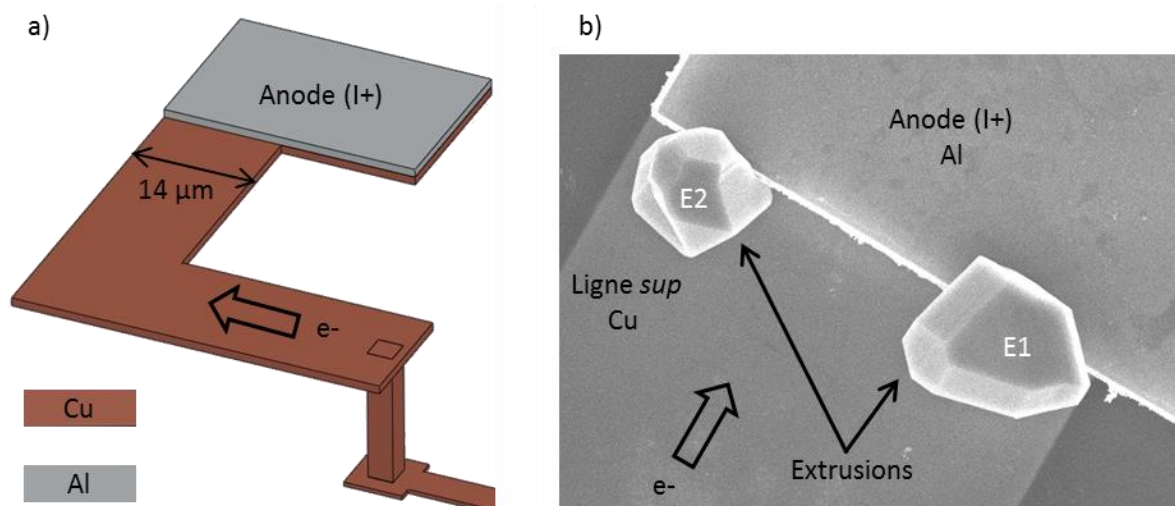 a)
Anode (I+)
14 µm
e-
Cu
Al
b)
Anode (I+)
Al
E2
Ligne sup
Cu
E1
e-
Extrusions